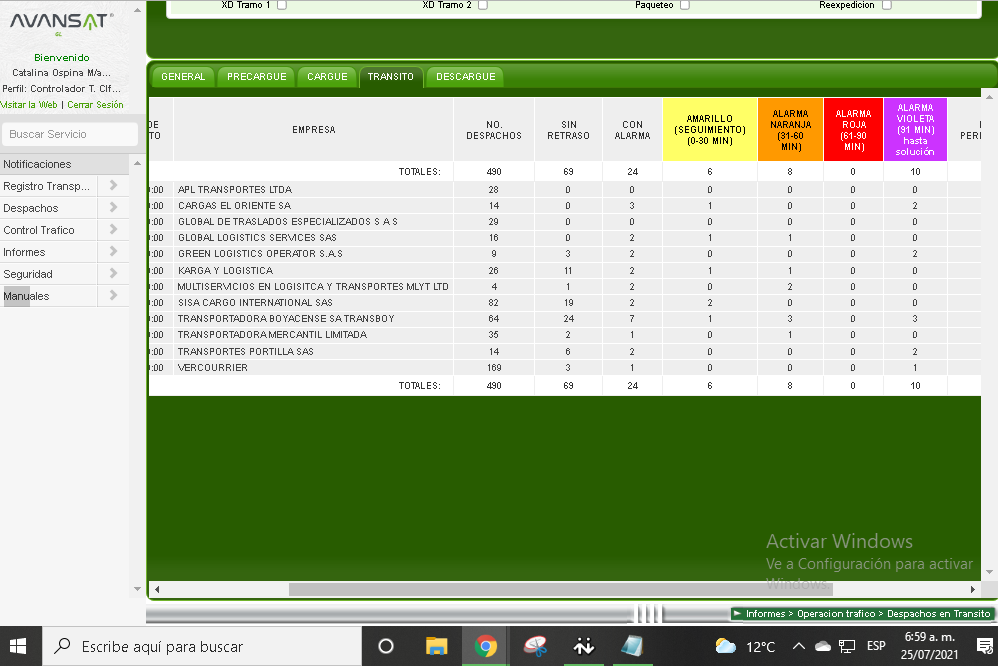 XD Tramo 1 XD Tramo 2 Paqueteo Reexpedicion
AVANSAT
GL
Bienvenido
Catalina Ospina M/a...
Perfil: Controlador T. Clf...
Visitar la Web | Cerrar Sesión
Buscar Servicio
Notificaciones
Registro Transp...
Despachos
Control Trafico
Informes
Seguridad
Manuales
GENERAL PRECARGUE CARGUE TRANSITO DESCARGUE
DE
TO
EMPRESA
NO.
DESPACHOS
SIN
RETRASO
CON
ALARMA
AMARILLO
(SEGUIMIENTO)
(0-30 MIN)
ALARMA
NARANJA
(31-60
MIN)
ALARMA
ROJA
(61-90
MIN)
ALARMA
VIOLETA
(91 MIN)
hasta
solución
PERI
TOTALES: 490 69 24 6 8 0 10
:00 APL TRANSPORTES LTDA 28 0 0 0 0 0 0
:00 CARGAS EL ORIENTE SA 14 0 3 1 0 0 2
:00 GLOBAL DE TRASLADOS ESPECIALIZADOS S A S 29 0 0 0 0 0 0
:00 GLOBAL LOGISTICS SERVICES SAS 16 0 2 1 1 0 0
:00 GREEN LOGISTICS OPERATOR S.A.S 9 3 2 0 0 0 2
:00 KARGA Y LOGISTICA 26 11 2 1 1 0 0
:00 MULTISERVICIOS EN LOGISITCA Y TRANSPORTES MLYT LTD 4 1 2 0 2 0 0
:00 SISA CARGO INTERNATIONAL SAS 82 19 2 2 0 0 0
:00 TRANSPORTADORA BOYACENSE SA TRANSBOY 64 24 7 1 3 0 3
:00 TRANSPORTADORA MERCANTIL LIMITADA 35 2 1 0 1 0 0
:00 TRANSPORTES PORTILLA SAS 14 6 2 0 0 0 2
:00 VERCOURRIER 169 3 1 0 0 0 1
TOTALES: 490 69 24 6 8 0 10
Activar Windows
Ve a Configuración para activar
Windows.
Informes > Operacion trafico > Despachos en Transito
Escribe aquí para buscar
12°C
ESP
6:59 a. m.
25/07/2021